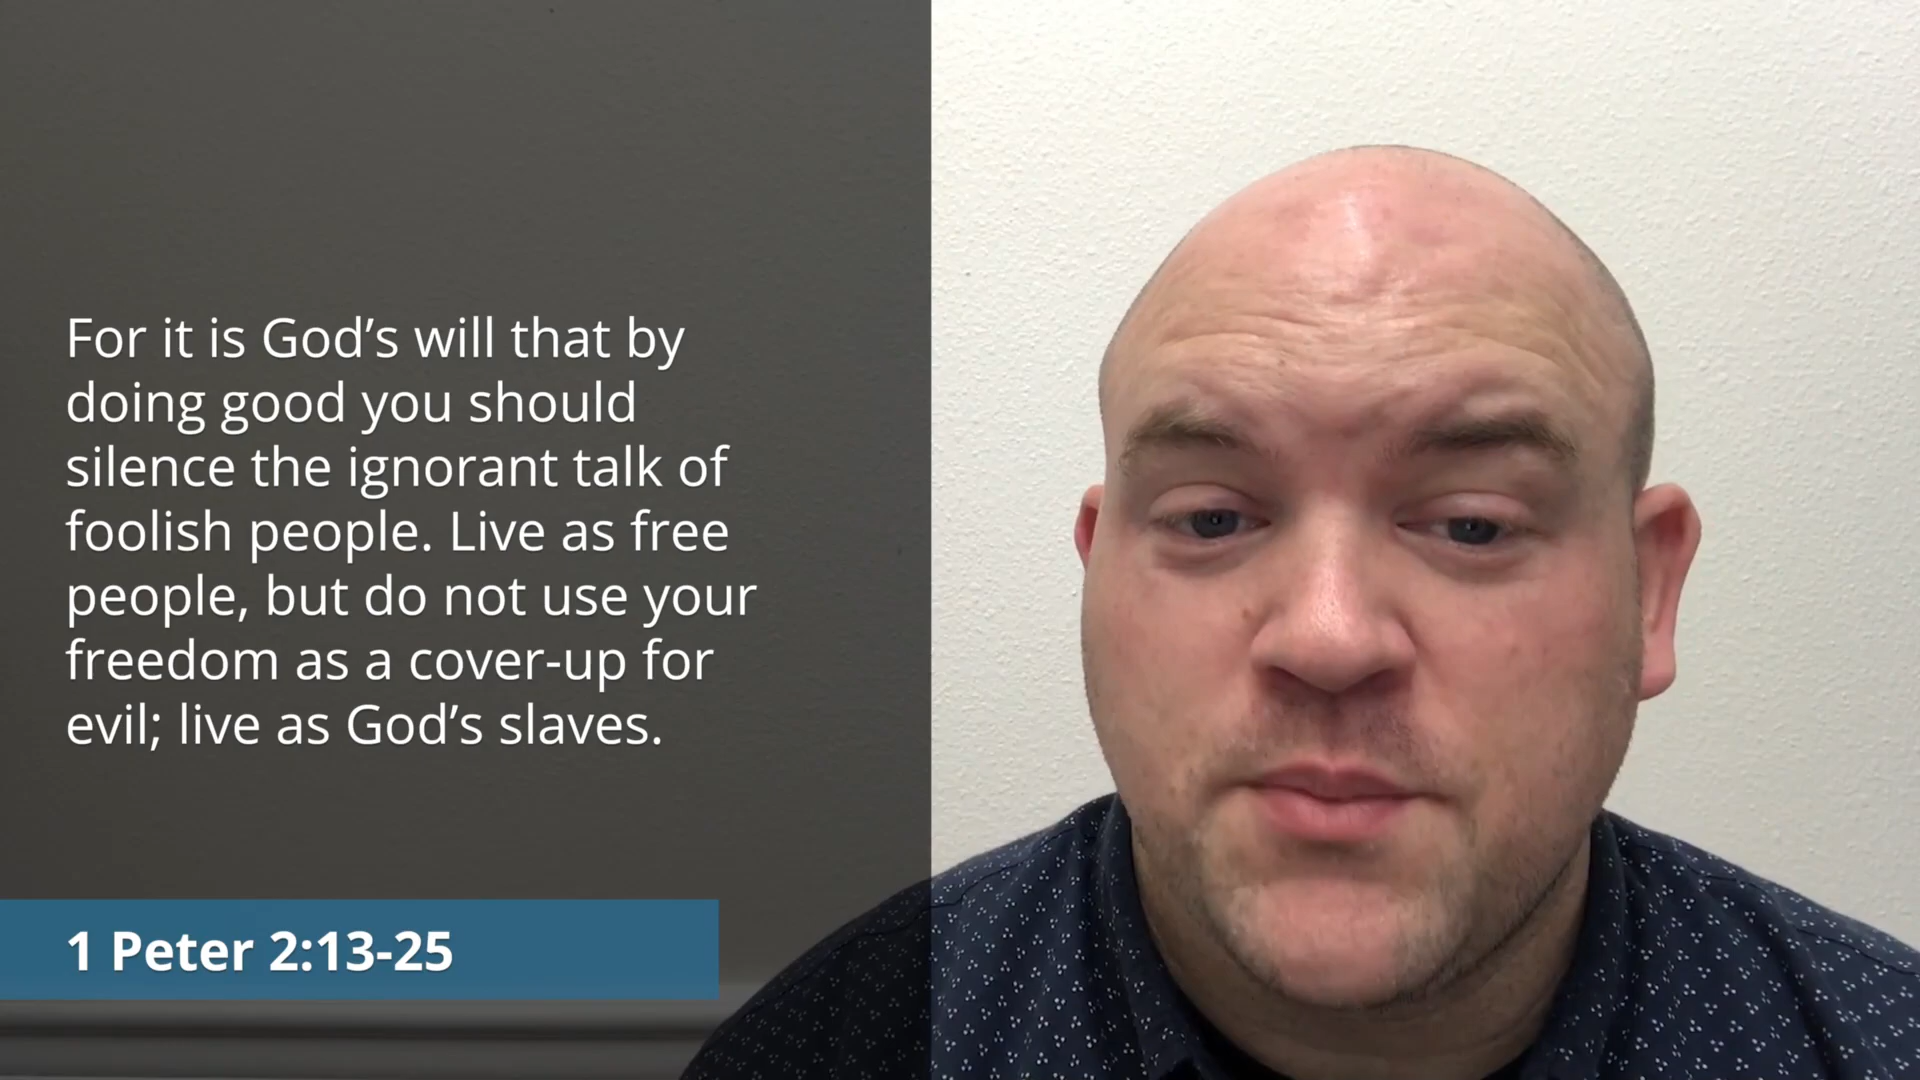 For it is God’s will that by
doing good you should
silence the ignorant talk of
foolish people. Live as free
people, but do not use your
freedom as a cover-up for
evil; live as God’s slaves.
1 Peter 2:13-25